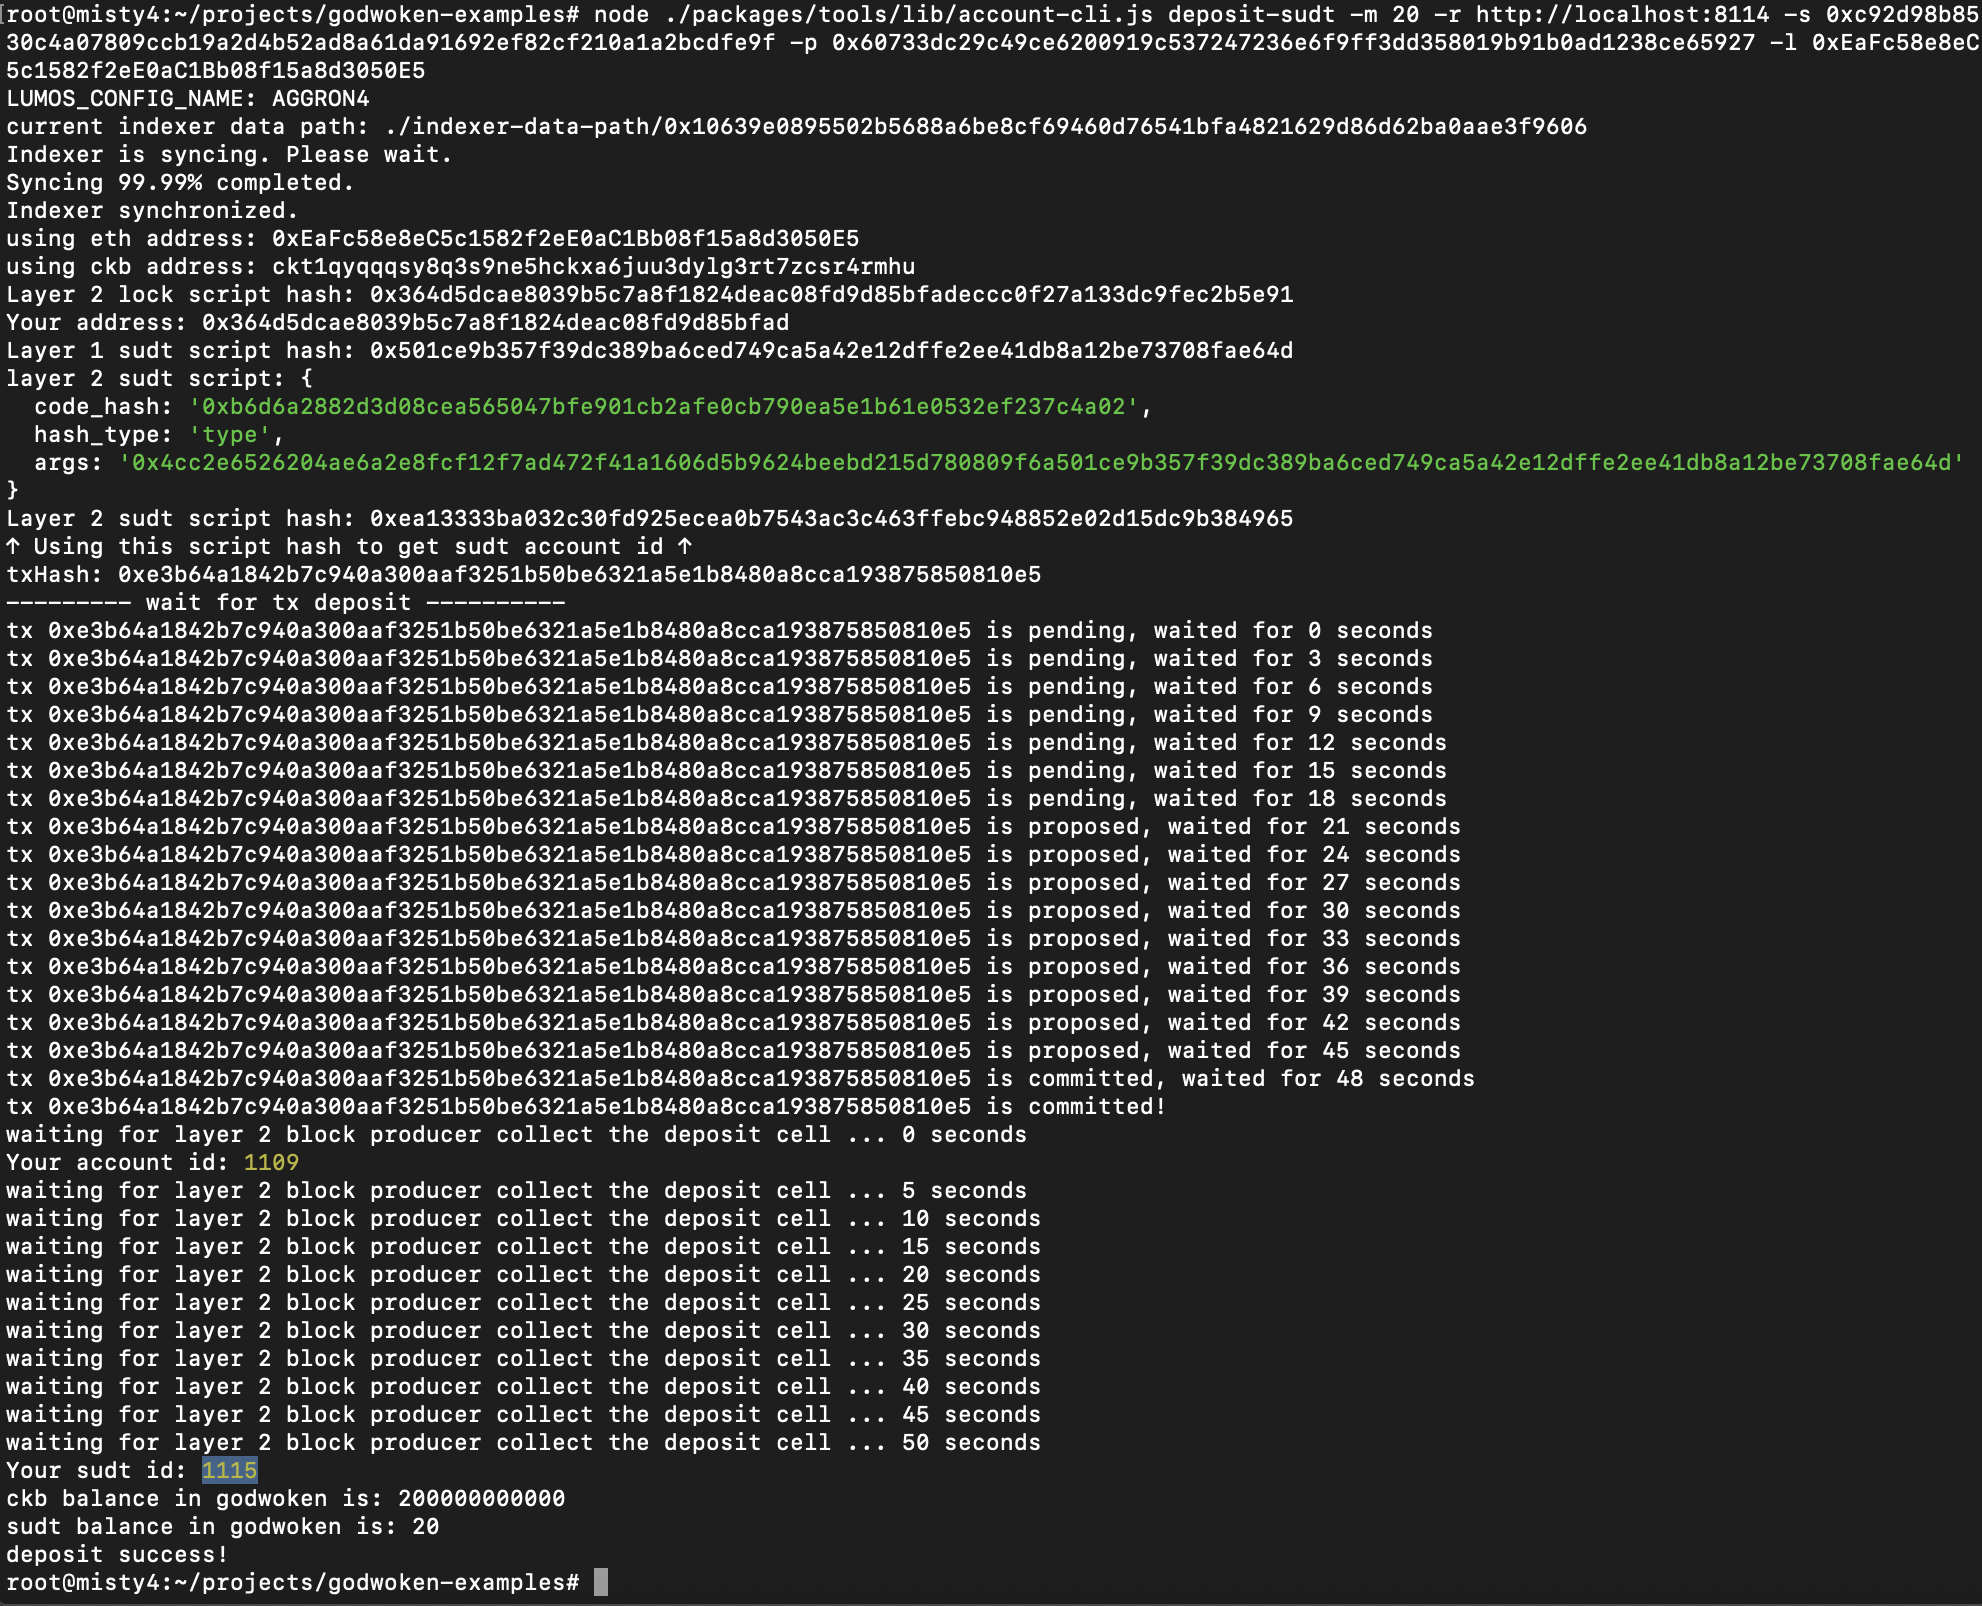 root@misty4:~/projects/godwoken-examples# node ./packages/tools/lib/account-cli.js deposit-sudt -m 20 -r http://localhost:8114 -s 0xc92d98b85
30c4a07809ccb19a2d4b52ad8a61da91692ef82cf210a1a2bcdfe9f -p 0x60733dc29c49ce6200919c537247236e6f9ff3dd358019b91b0ad1238ce65927 -l 0xEaFc58e8eC
5c1582f2eE0aC1Bb08f15a8d3050E5
LUMOS_CONFIG_NAME: AGGRON4
current indexer data path: ./indexer-data-path/0x10639e0895502b5688a6be8cf69460d76541bfa4821629d86d62ba0aae3f9606
Indexer is syncing. Please wait.
Syncing 99.99% completed.
Indexer synchronized.
using eth address: 0xEaFc58e8eC5c1582f2eE0aC1Bb08f15a8d3050E5
using ckb address: ckt1qyqqqsy8q3s9ne5hckxa6juu3dylg3rt7zcsr4rmhu
Layer 2 lock script hash: 0x364d5dcae8039b5c7a8f1824deac08fd9d85bfadeccc0f27a133dc9fec2b5e91
Your address: 0x364d5dcae8039b5c7a8f1824deac08fd9d85bfad
Layer 1 sudt script hash: 0x501ce9b357f39dc389ba6ced749ca5a42e12dffe2ee41db8a12be73708fae64d
layer 2 sudt script: {
  code_hash: '0xb6d6a2882d3d08cea565047bfe901cb2afe0cb790ea5e1b61e0532ef237c4a02',
  hash_type: 'type',
  args: '0x4cc2e6526204ae6a2e8fcf12f7ad472f41a1606d5b9624beebd215d780809f6a501ce9b357f39dc389ba6ced749ca5a42e12dffe2ee41db8a12be73708fae64d'
}
Layer 2 sudt script hash: 0xea13333ba032c30fd925ecea0b7543ac3c463ffebc948852e02d15dc9b384965
↑ Using this script hash to get sudt account id ↑
txHash: 0xe3b64a1842b7c940a300aaf3251b50be6321a5e1b8480a8cca193875850810e5
--------- wait for tx deposit ----------
tx 0xe3b64a1842b7c940a300aaf3251b50be6321a5e1b8480a8cca193875850810e5 is pending, waited for 0 seconds
tx 0xe3b64a1842b7c940a300aaf3251b50be6321a5e1b8480a8cca193875850810e5 is pending, waited for 3 seconds
tx 0xe3b64a1842b7c940a300aaf3251b50be6321a5e1b8480a8cca193875850810e5 is pending, waited for 6 seconds
tx 0xe3b64a1842b7c940a300aaf3251b50be6321a5e1b8480a8cca193875850810e5 is pending, waited for 9 seconds
tx 0xe3b64a1842b7c940a300aaf3251b50be6321a5e1b8480a8cca193875850810e5 is pending, waited for 12 seconds
tx 0xe3b64a1842b7c940a300aaf3251b50be6321a5e1b8480a8cca193875850810e5 is pending, waited for 15 seconds
tx 0xe3b64a1842b7c940a300aaf3251b50be6321a5e1b8480a8cca193875850810e5 is pending, waited for 18 seconds
tx 0xe3b64a1842b7c940a300aaf3251b50be6321a5e1b8480a8cca193875850810e5 is proposed, waited for 21 seconds
tx 0xe3b64a1842b7c940a300aaf3251b50be6321a5e1b8480a8cca193875850810e5 is proposed, waited for 24 seconds
tx 0xe3b64a1842b7c940a300aaf3251b50be6321a5e1b8480a8cca193875850810e5 is proposed, waited for 27 seconds
tx 0xe3b64a1842b7c940a300aaf3251b50be6321a5e1b8480a8cca193875850810e5 is proposed, waited for 30 seconds
tx 0xe3b64a1842b7c940a300aaf3251b50be6321a5e1b8480a8cca193875850810e5 is proposed, waited for 33 seconds
tx 0xe3b64a1842b7c940a300aaf3251b50be6321a5e1b8480a8cca193875850810e5 is proposed, waited for 36 seconds
tx 0xe3b64a1842b7c940a300aaf3251b50be6321a5e1b8480a8cca193875850810e5 is proposed, waited for 39 seconds
tx 0xe3b64a1842b7c940a300aaf3251b50be6321a5e1b8480a8cca193875850810e5 is proposed, waited for 42 seconds
tx 0xe3b64a1842b7c940a300aaf3251b50be6321a5e1b8480a8cca193875850810e5 is proposed, waited for 45 seconds
tx 0xe3b64a1842b7c940a300aaf3251b50be6321a5e1b8480a8cca193875850810e5 is committed, waited for 48 seconds
tx 0xe3b64a1842b7c940a300aaf3251b50be6321a5e1b8480a8cca193875850810e5 is committed!
waiting for layer 2 block producer collect the deposit cell ... 0 seconds
Your account id: 1109
waiting for layer 2 block producer collect the deposit cell ... 5 seconds
waiting for layer 2 block producer collect the deposit cell ... 10 seconds
waiting for layer 2 block producer collect the deposit cell ... 15 seconds
waiting for layer 2 block producer collect the deposit cell ... 20 seconds
waiting for layer 2 block producer collect the deposit cell ... 25 seconds
waiting for layer 2 block producer collect the deposit cell ... 30 seconds
waiting for layer 2 block producer collect the deposit cell ... 35 seconds
waiting for layer 2 block producer collect the deposit cell ... 40 seconds
waiting for layer 2 block producer collect the deposit cell ... 45 seconds
waiting for layer 2 block producer collect the deposit cell ... 50 seconds
Your sudt id: 1115
ckb balance in godwoken is: 200000000000
sudt balance in godwoken is: 20
deposit success!
root@misty4:~/projects/godwoken-examples#